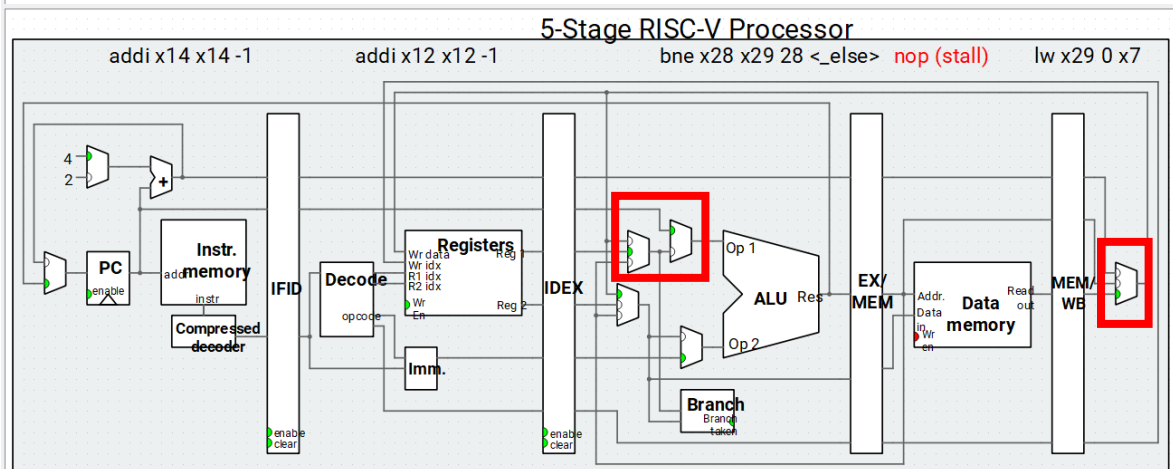 5-Stage RISC-V Processor
addi x14 x14 -1
addi x12 x12 -1
bne x28 x29 28 <_else>
nop (stall)
lw x29 0 x7
4
2
+
PC
enable
addr
Instr.
memory
instr
Compressed
decoder
IFID
enable
clear
Decode
opcode
Registers
Wr data
Wr idx
R1 idx
R2 idx
Wr
En
Reg 1
Reg 2
Imm.
IDEX
enable
clear
Op 1
ALU
Res
Op 2
Branch
Branch
taken
EX/
MEM
Addr.
Data
in
Wr
en
Data
memory
Read
out
MEM/
WB